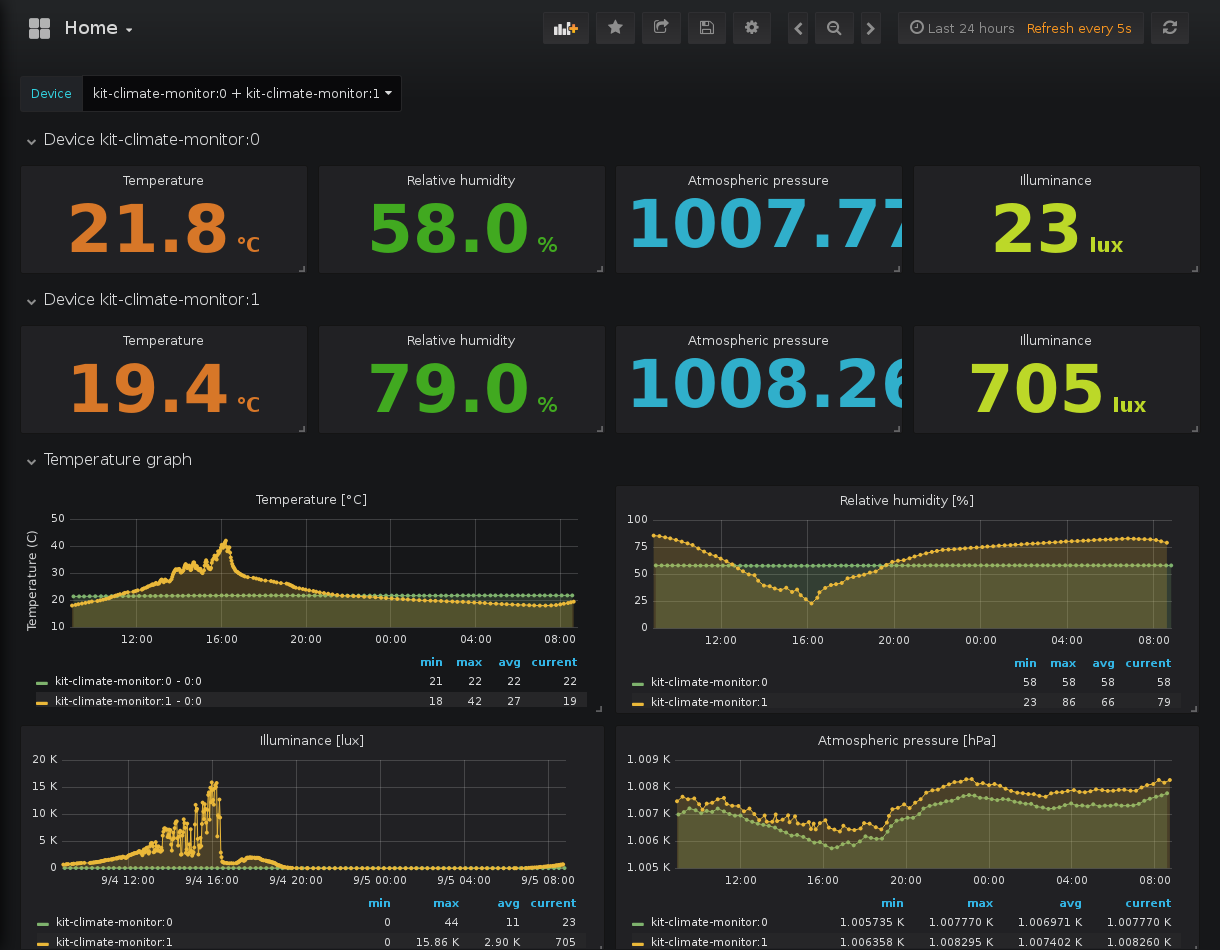 Home
Last 24 hours Refresh every 5s
Device kit-climate-monitor:0 + kit-climate-monitor:1
Device kit-climate-monitor:0
Temperature Relative humidity Atmospheric pressure Illuminance
21.8 °C 58.0 % 1007.77 23 lux
Device kit-climate-monitor:1
Temperature Relative humidity Atmospheric pressure Illuminance
19.4 °C 79.0 % 1008.26 705 lux
Temperature graph
Temperature [°C]
Temperature (C)
50
40
30
20
10
12:00 16:00 20:00 00:00 04:00 08:00
min max avg current
kit-climate-monitor:0 - 0:0 21 22 22 22
kit-climate-monitor:1 - 0:0 18 42 27 19
Relative humidity [%]
100
75
50
25
0
12:00 16:00 20:00 00:00 04:00 08:00
min max avg current
kit-climate-monitor:0 58 58 58 58
kit-climate-monitor:1 23 86 66 79
Illuminance [lux]
20 K
15 K
10 K
5 K
0
9/4 12:00 9/4 16:00 9/4 20:00 9/5 00:00 9/5 04:00 9/5 08:00
min max avg current
kit-climate-monitor:0 0 44 11 23
kit-climate-monitor:1 0 15.86 K 2.90 K 705
Atmospheric pressure [hPa]
1.009 K
1.008 K
1.007 K
1.006 K
1.005 K
12:00 16:00 20:00 00:00 04:00 08:00
min max avg current
kit-climate-monitor:0 1.005735 K 1.007770 K 1.006971 K 1.007770 K
kit-climate-monitor:1 1.006358 K 1.008295 K 1.007402 K 1.008260 K